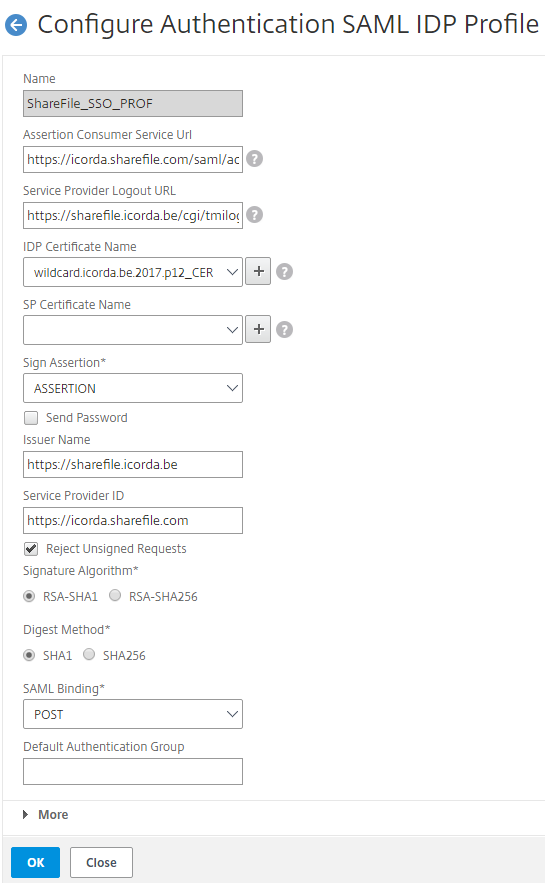 Configure Authentication SAML IDP Profile
Name
ShareFile_SSO_PROF
Assertion Consumer Service Url
https://icorda.sharefile.com/saml/ac
?
Service Provider Logout URL
https://sharefile.icorda.be/cgi/tmilog
?
IDP Certificate Name
wildcard.icorda.be.2017.p12_CER
+
?
SP Certificate Name
+
?
Sign Assertion*
ASSERTION
Send Password
Issuer Name
https://sharefile.icorda.be
Service Provider ID
https://icorda.sharefile.com
Reject Unsigned Requests
Signature Algorithm*
RSA-SHA1 RSA-SHA256
Digest Method*
SHA1 SHA256
SAML Binding*
POST
Default Authentication Group
More
OK Close